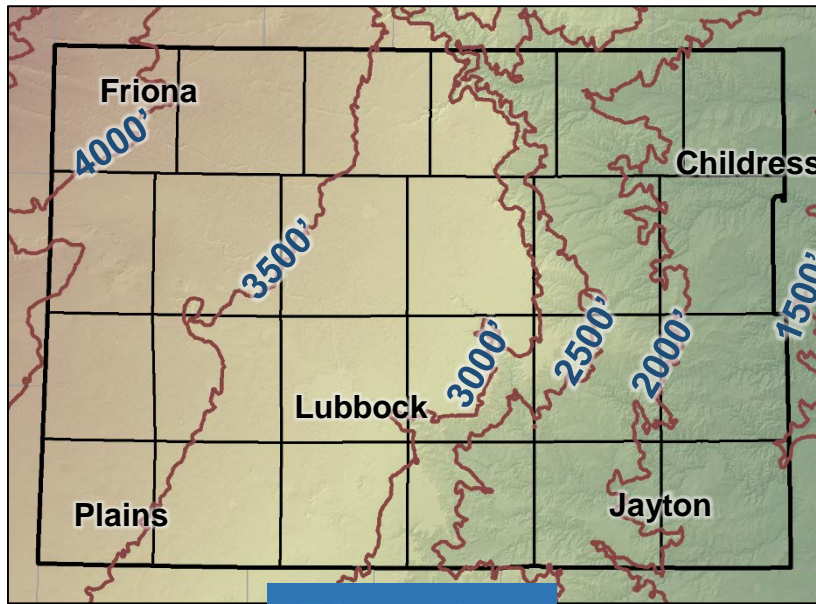 Friona
4000’
Childress
3500’
3000’
2500’
2000’
1500’
Lubbock
Plains
Jayton